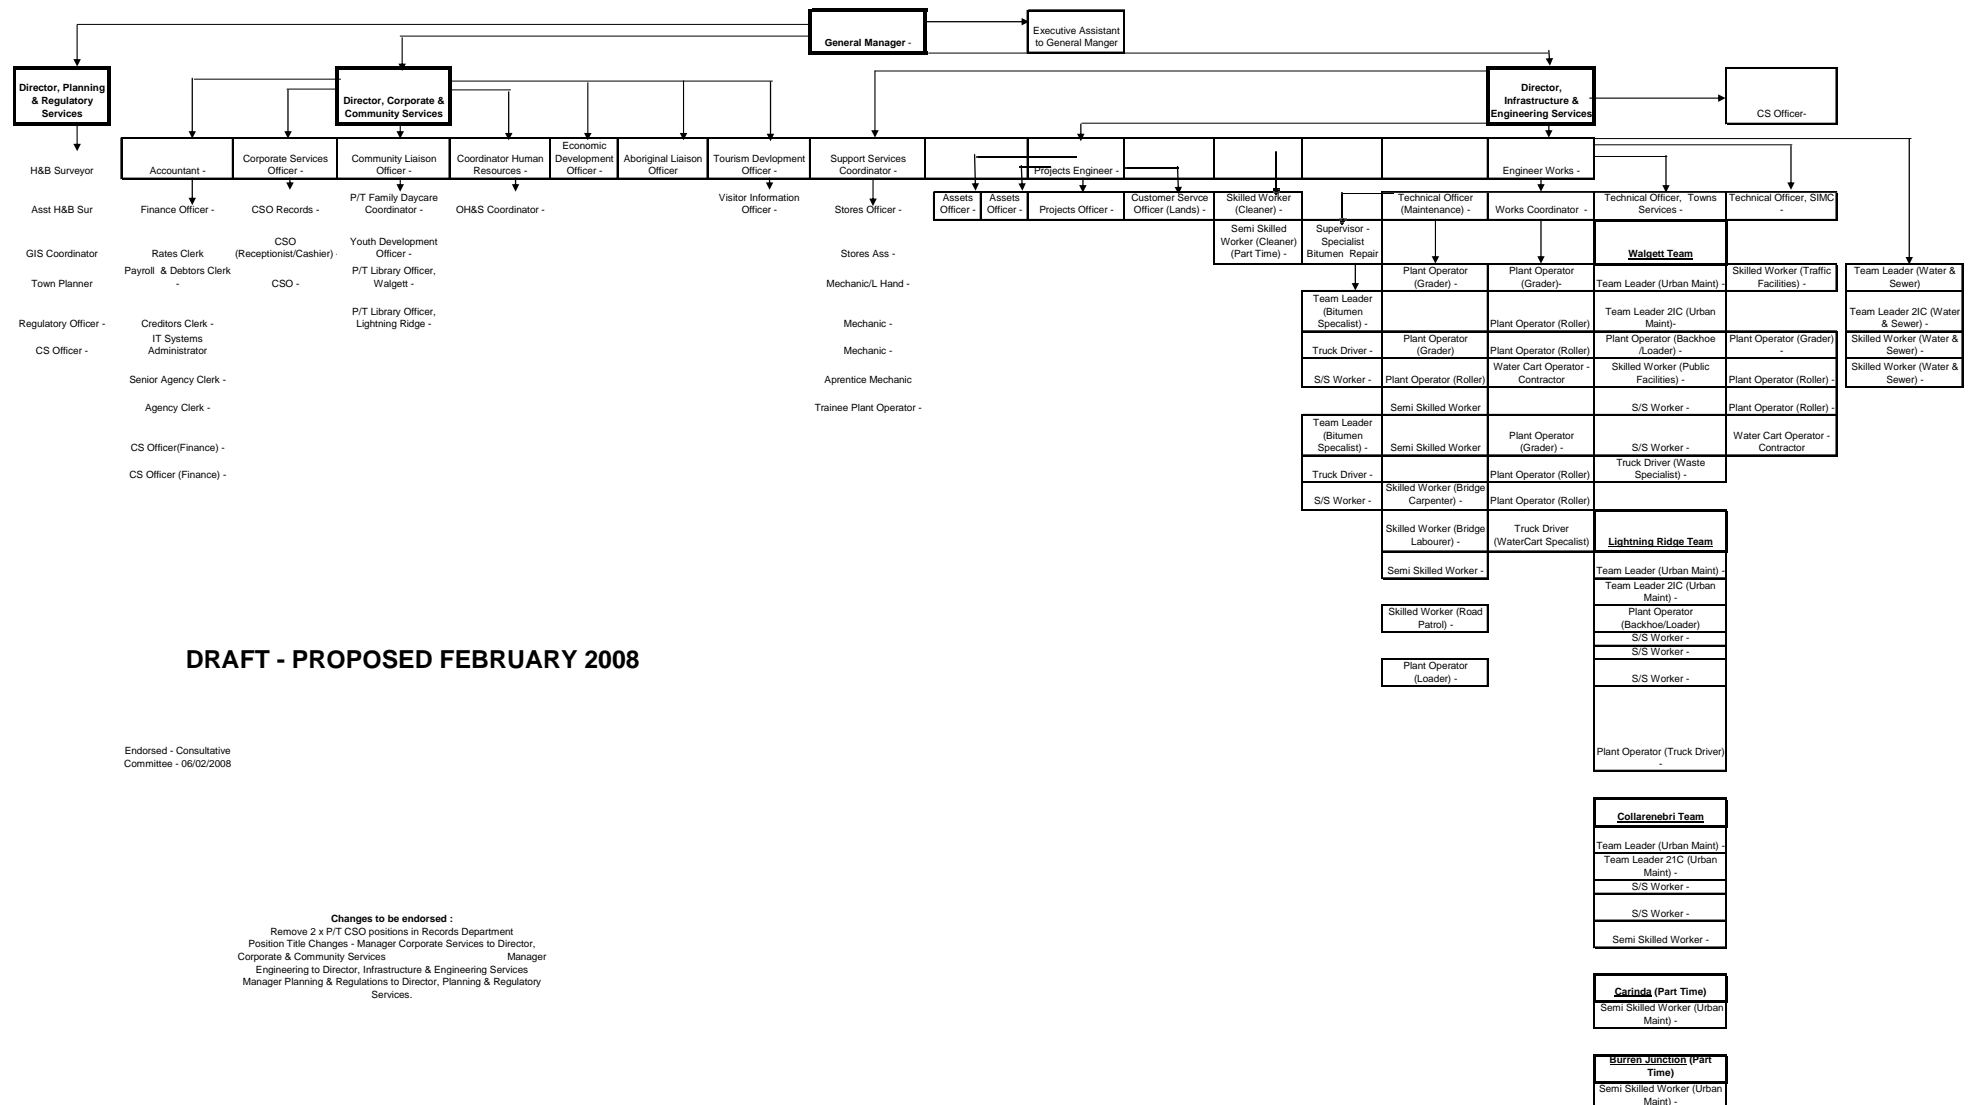 General Manager -
Executive Assistant
to General Manger
Director, Planning
& Regulatory
Services
Director, Corporate &
Community Services
Director,
Infrastructure &
Engineering Services
CS Officer-
H&B Surveyor
Accountant -
Corporate Services
Officer -
Community Liaison
Officer -
Coordinator Human
Resources -
Economic
Development
Officer -
Aboriginal Liaison
Officer
Tourism Devlopment
Officer -
Support Services
Coordinator -
Projects Engineer -
Engineer Works -
Asst H&B Sur
Finance Officer -
CSO Records -
P/T Family Daycare
Coordinator -
OH&S Coordinator -
Visitor Information
Officer -
Stores Officer -
Assets
Officer -
Assets
Officer -
Projects Officer -
Customer Servce
Officer (Lands) -
Skilled Worker
(Cleaner) -
Technical Officer
(Maintenance) -
Works Coordinator -
Technical Officer, Towns
Services -
Technical Officer, SIMC
-
GIS Coordinator
Rates Clerk
CSO
(Receptionist/Cashier) -
Youth Development
Officer -
Stores Ass -
Semi Skilled
Worker (Cleaner)
(Part Time) -
Supervisor -
Specialist
Bitumen Repair
Walgett Team
Town Planner
Payroll & Debtors Clerk
-
CSO -
P/T Library Officer,
Walgett -
Mechanic/L Hand -
Plant Operator
(Grader) -
Plant Operator
(Grader)-
Team Leader (Urban Maint) -
Skilled Worker (Traffic
Facilities) -
Team Leader (Water &
Sewer)
Regulatory Officer -
Creditors Clerk -
P/T Library Officer,
Lightning Ridge -
Mechanic -
Team Leader
(Bitumen
Specalist) -
Plant Operator (Roller)
Team Leader 2IC (Urban
Maint)-
Team Leader 2IC (Water
& Sewer) -
CS Officer -
IT Systems
Administrator
Mechanic -
Truck Driver -
Plant Operator
(Grader)
Plant Operator (Roller)
Plant Operator (Backhoe
/Loader) -
Plant Operator (Grader)
-
Skilled Worker (Water &
Sewer) -
Senior Agency Clerk -
Aprentice Mechanic
S/S Worker -
Plant Operator (Roller)
Water Cart Operator -
Contractor
Skilled Worker (Public
Facilities) -
Plant Operator (Roller) -
Skilled Worker (Water &
Sewer) -
Agency Clerk -
Trainee Plant Operator -
Semi Skilled Worker
S/S Worker -
Plant Operator (Roller) -
CS Officer(Finance) -
Team Leader
(Bitumen
Specalist) -
Semi Skilled Worker
Plant Operator
(Grader) -
S/S Worker -
Water Cart Operator -
Contractor
CS Officer (Finance) -
Truck Driver -
Plant Operator (Roller)
Truck Driver (Waste
Specialist) -
S/S Worker -
Skilled Worker (Bridge
Carpenter) -
Plant Operator (Roller)
Skilled Worker (Bridge
Labourer) -
Truck Driver
(WaterCart Specalist)
Lightning Ridge Team
Semi Skilled Worker -
Team Leader (Urban Maint) -
Team Leader 2IC (Urban
Maint) -
Skilled Worker (Road
Patrol) -
Plant Operator
(Backhoe/Loader)
S/S Worker -
S/S Worker -
DRAFT - PROPOSED FEBRUARY 2008
Plant Operator
(Loader) -
S/S Worker -
Endorsed - Consultative
Committee - 06/02/2008
Plant Operator (Truck Driver)
-
Collarenebri Team
Team Leader (Urban Maint) -
Team Leader 21C (Urban
Maint) -
S/S Worker -
S/S Worker -
Semi Skilled Worker -
Changes to be endorsed :
Remove 2 x P/T CSO positions in Records Department
Position Title Changes - Manager Corporate Services to Director,
Corporate & Community Services Manager
Engineering to Director, Infrastructure & Engineering Services
Manager Planning & Regulations to Director, Planning & Regulatory
Services.
Carinda (Part Time)
Semi Skilled Worker (Urban
Maint) -
Burren Junction (Part
Time)
Semi Skilled Worker (Urban
Maint) -